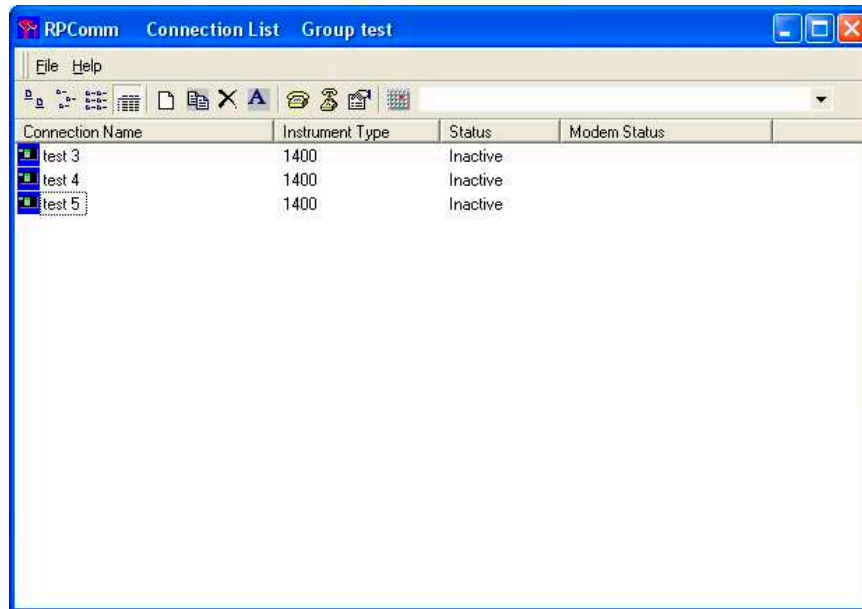 RPComm Connection List Group test
File Help
A
Connection Name Instrument Type Status Modem Status
test 3 1400 Inactive
test 4 1400 Inactive
test 5 1400 Inactive